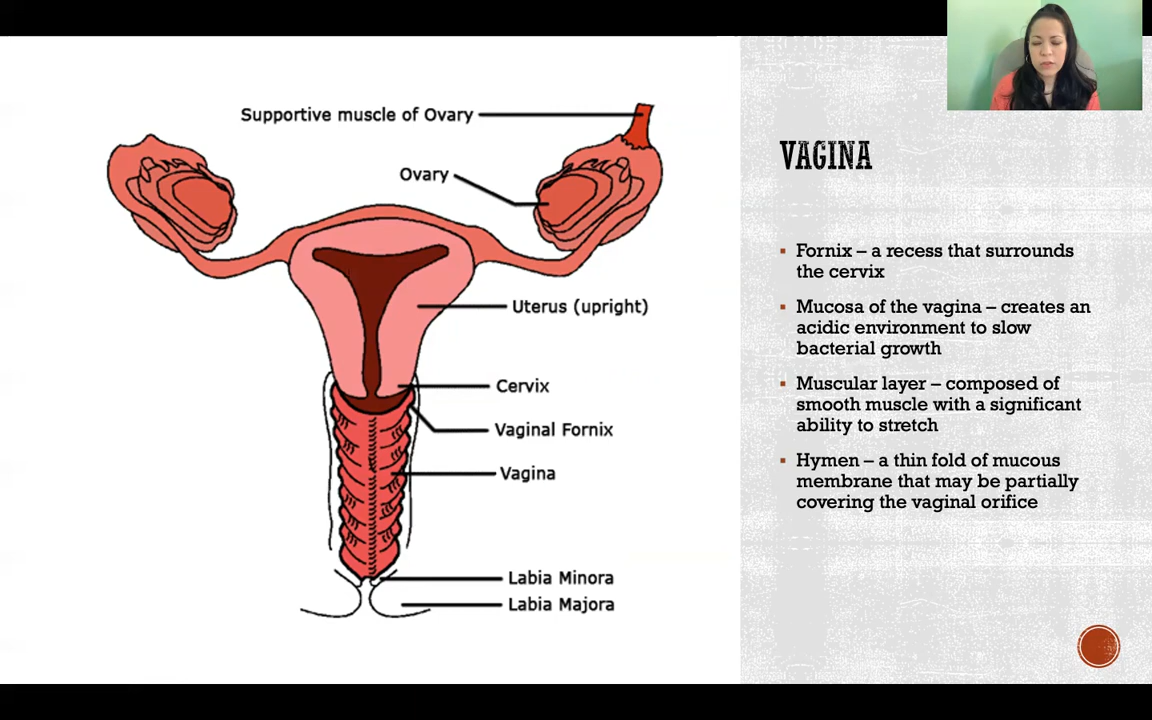 Supportive muscle of Ovary
Ovary
Uterus (upright)
Cervix
Vaginal Fornix
Vagina
Labia Minora
Labia Majora
VAGINA
Fornix – a recess that surrounds
the cervix
Mucosa of the vagina – creates an
acidic environment to slow
bacterial growth
Muscular layer – composed of
smooth muscle with a significant
ability to stretch
Hymen – a thin fold of mucous
membrane that may be partially
covering the vaginal orifice